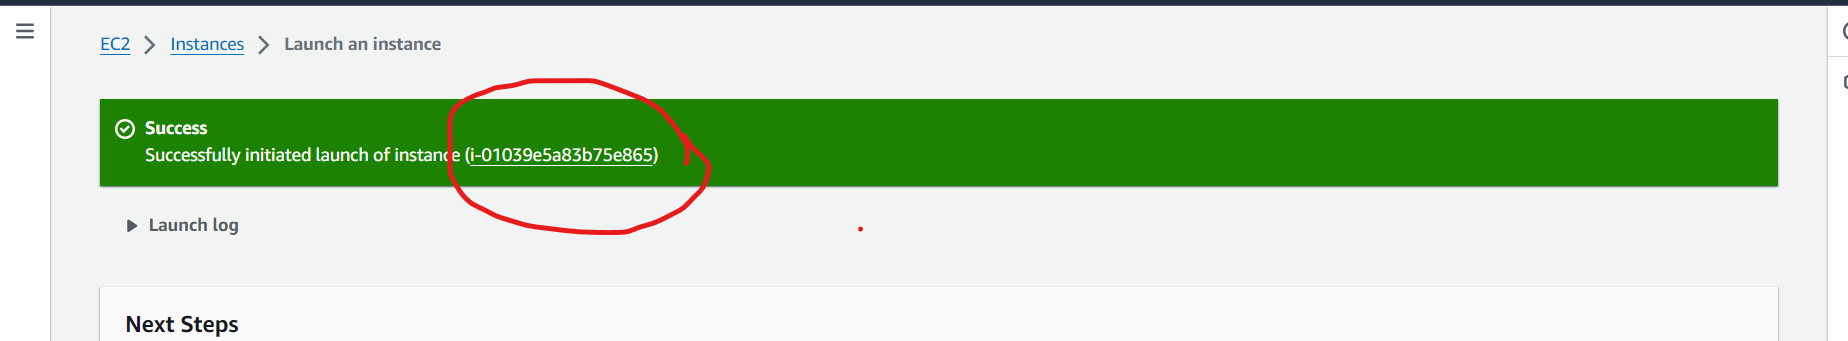 EC2 Instances Launch an instance
Success
Successfully initiated launch of instance (i-01039e5a83b75e865)
Launch log
Next Steps